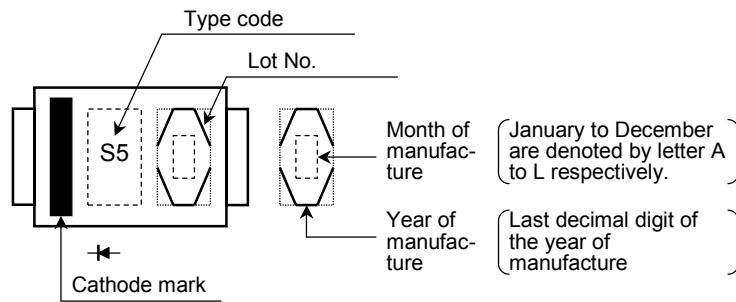 Type code
Lot No.
S5
Cathode mark
Month of
manufac-
ture
January to December
are denoted by letter A
to L respectively.
Year of
manufac-
ture
Last decimal digit of
the year of
manufacture